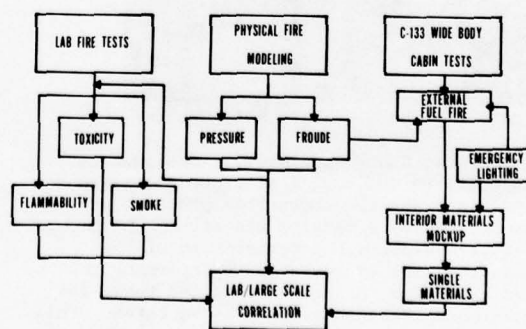 LAB FIRE TESTS
PHYSICAL FIRE
MODELING
C-133 WIDE BODY
CABIN TESTS
TOXICITY
PRESSURE
FROUDE
EXTERNAL
FUEL FIRE
EMERGENCY
LIGHTING
FLAMMABILITY
SMOKE
INTERIOR MATERIALS
MOCKUP
LAB/LARGE SCALE
CORRELATION
SINGLE
MATERIALS